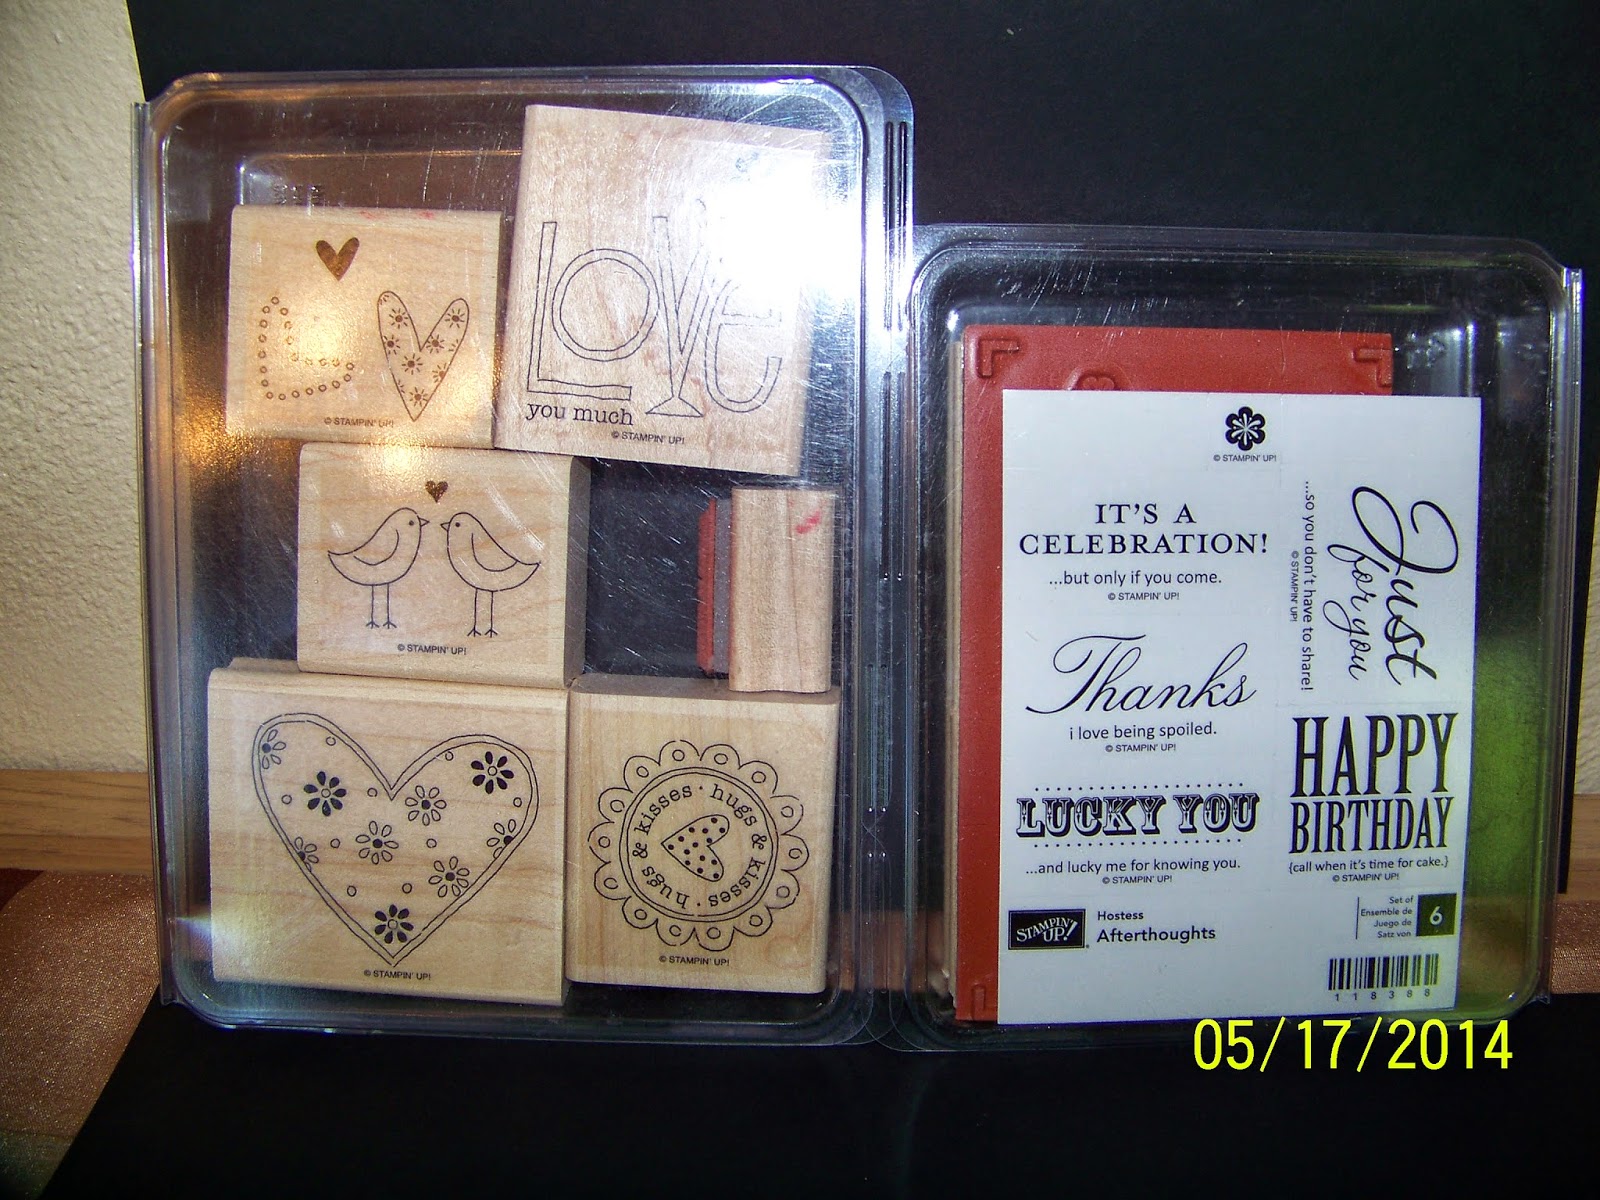 © STAMPIN' UP!
LOVE
you much
© STAMPIN' UP!
© STAMPIN' UP!
© STAMPIN' UP!
hugs & kisses · hugs & kisses ·
© STAMPIN' UP!
© STAMPIN' UP!
IT'S A
CELEBRATION!
...but only if you come.
© STAMPIN' UP!
Just
for you
...so you don't have to share!
© STAMPIN' UP!
Thanks
i love being spoiled.
© STAMPIN' UP!
HAPPY
BIRTHDAY
{call when it's time for cake.}
© STAMPIN' UP!
LUCKY YOU
...and lucky me for knowing you.
© STAMPIN' UP!
STAMPIN' UP!
Hostess
Afterthoughts
Set of
Ensemble de
Juego de
Satz von
6
118388
05/17/2014